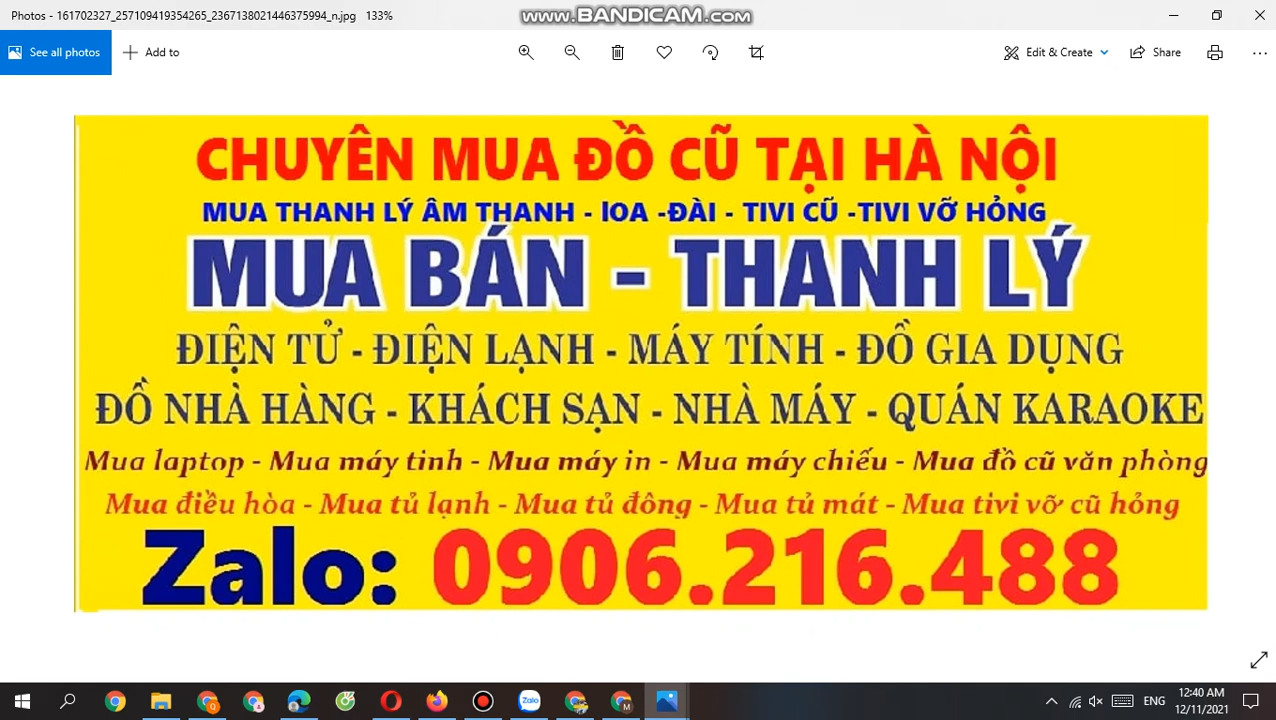 Photos - 161702327_257109419354265_2367138021446375994_n.jpg   133%
www.BANDICAM.com
See all photos
Add to
Edit & Create
Share
CHUYÊN MUA ĐỒ CŨ TẠI HÀ NỘI
MUA THANH LÝ ÂM THANH - lOA -ĐÀI - TIVI CŨ -TIVI VỠ HỎNG
MUA BÁN - THANH LÝ
ĐIỆN TỬ - ĐIỆN LẠNH - MÁY TÍNH - ĐỒ GIA DỤNG
ĐỒ NHÀ HÀNG - KHÁCH SẠN - NHÀ MÁY - QUÁN KARAOKE
Mua laptop - Mua máy tinh - Mua máy in - Mua máy chiếu - Mua đồ cũ văn phòng
Mua điều hòa - Mua tủ lạnh - Mua tủ đông - Mua tủ mát - Mua tivi vỡ cũ hỏng
Zalo: 0906.216.488
Zalo
ENG
12:40 AM
12/11/2021